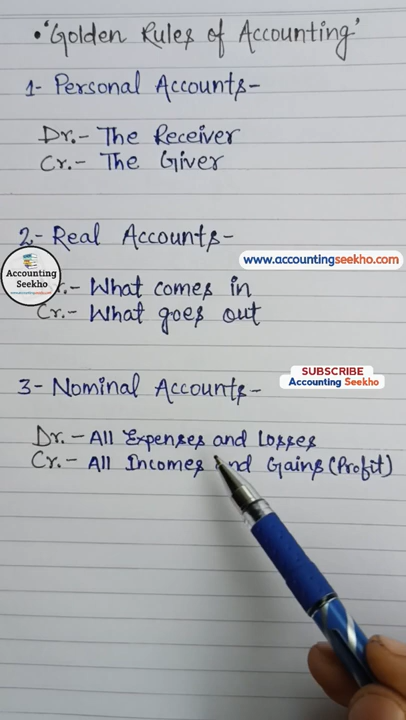 •'Golden Rules of Accounting'
1- Personal Accounts-
Dr.- The Receiver
Cr.- The Giver
2- Real Accounts-
www.accountingseekho.com
Accounting
Seekho
r.- What comes in
Cr.- What goes out
SUBSCRIBE
Accounting Seekho
3- Nominal Accounts-
Dr.- All Expenses and Losses
Cr.- All Incomes and Gains (Profit)